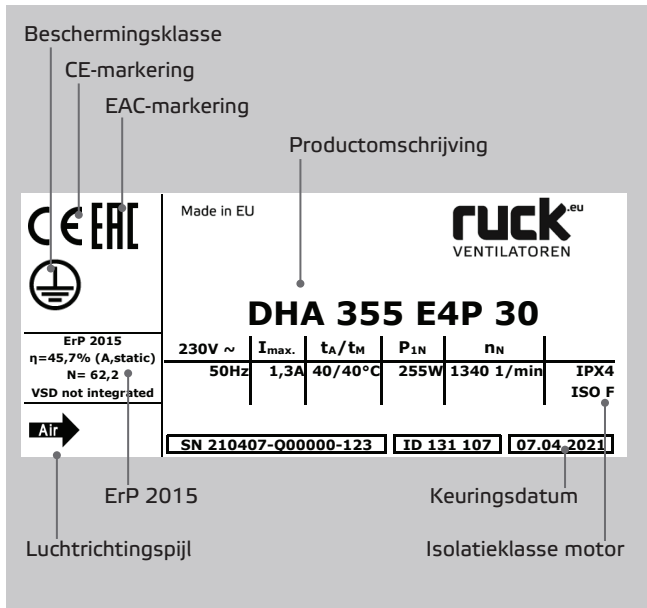 Beschermingsklasse
CE-markering
EAC-markering
Productomschrijving
CE EAC
Made in EU
ruck.eu
VENTILATOREN
DHA 355 E4P 30
ErP 2015
η=45,7% (A,static)
N= 62,2
VSD not integrated
230V ~ Imax. tA/tM P1N nN
50Hz 1,3A 40/40°C 255W 1340 1/min IPX4
ISO F
Air
SN 210407-Q00000-123 ID 131 107 07.04.2021
ErP 2015
Keuringsdatum
Luchtrichtingspijl
Isolatieklasse motor